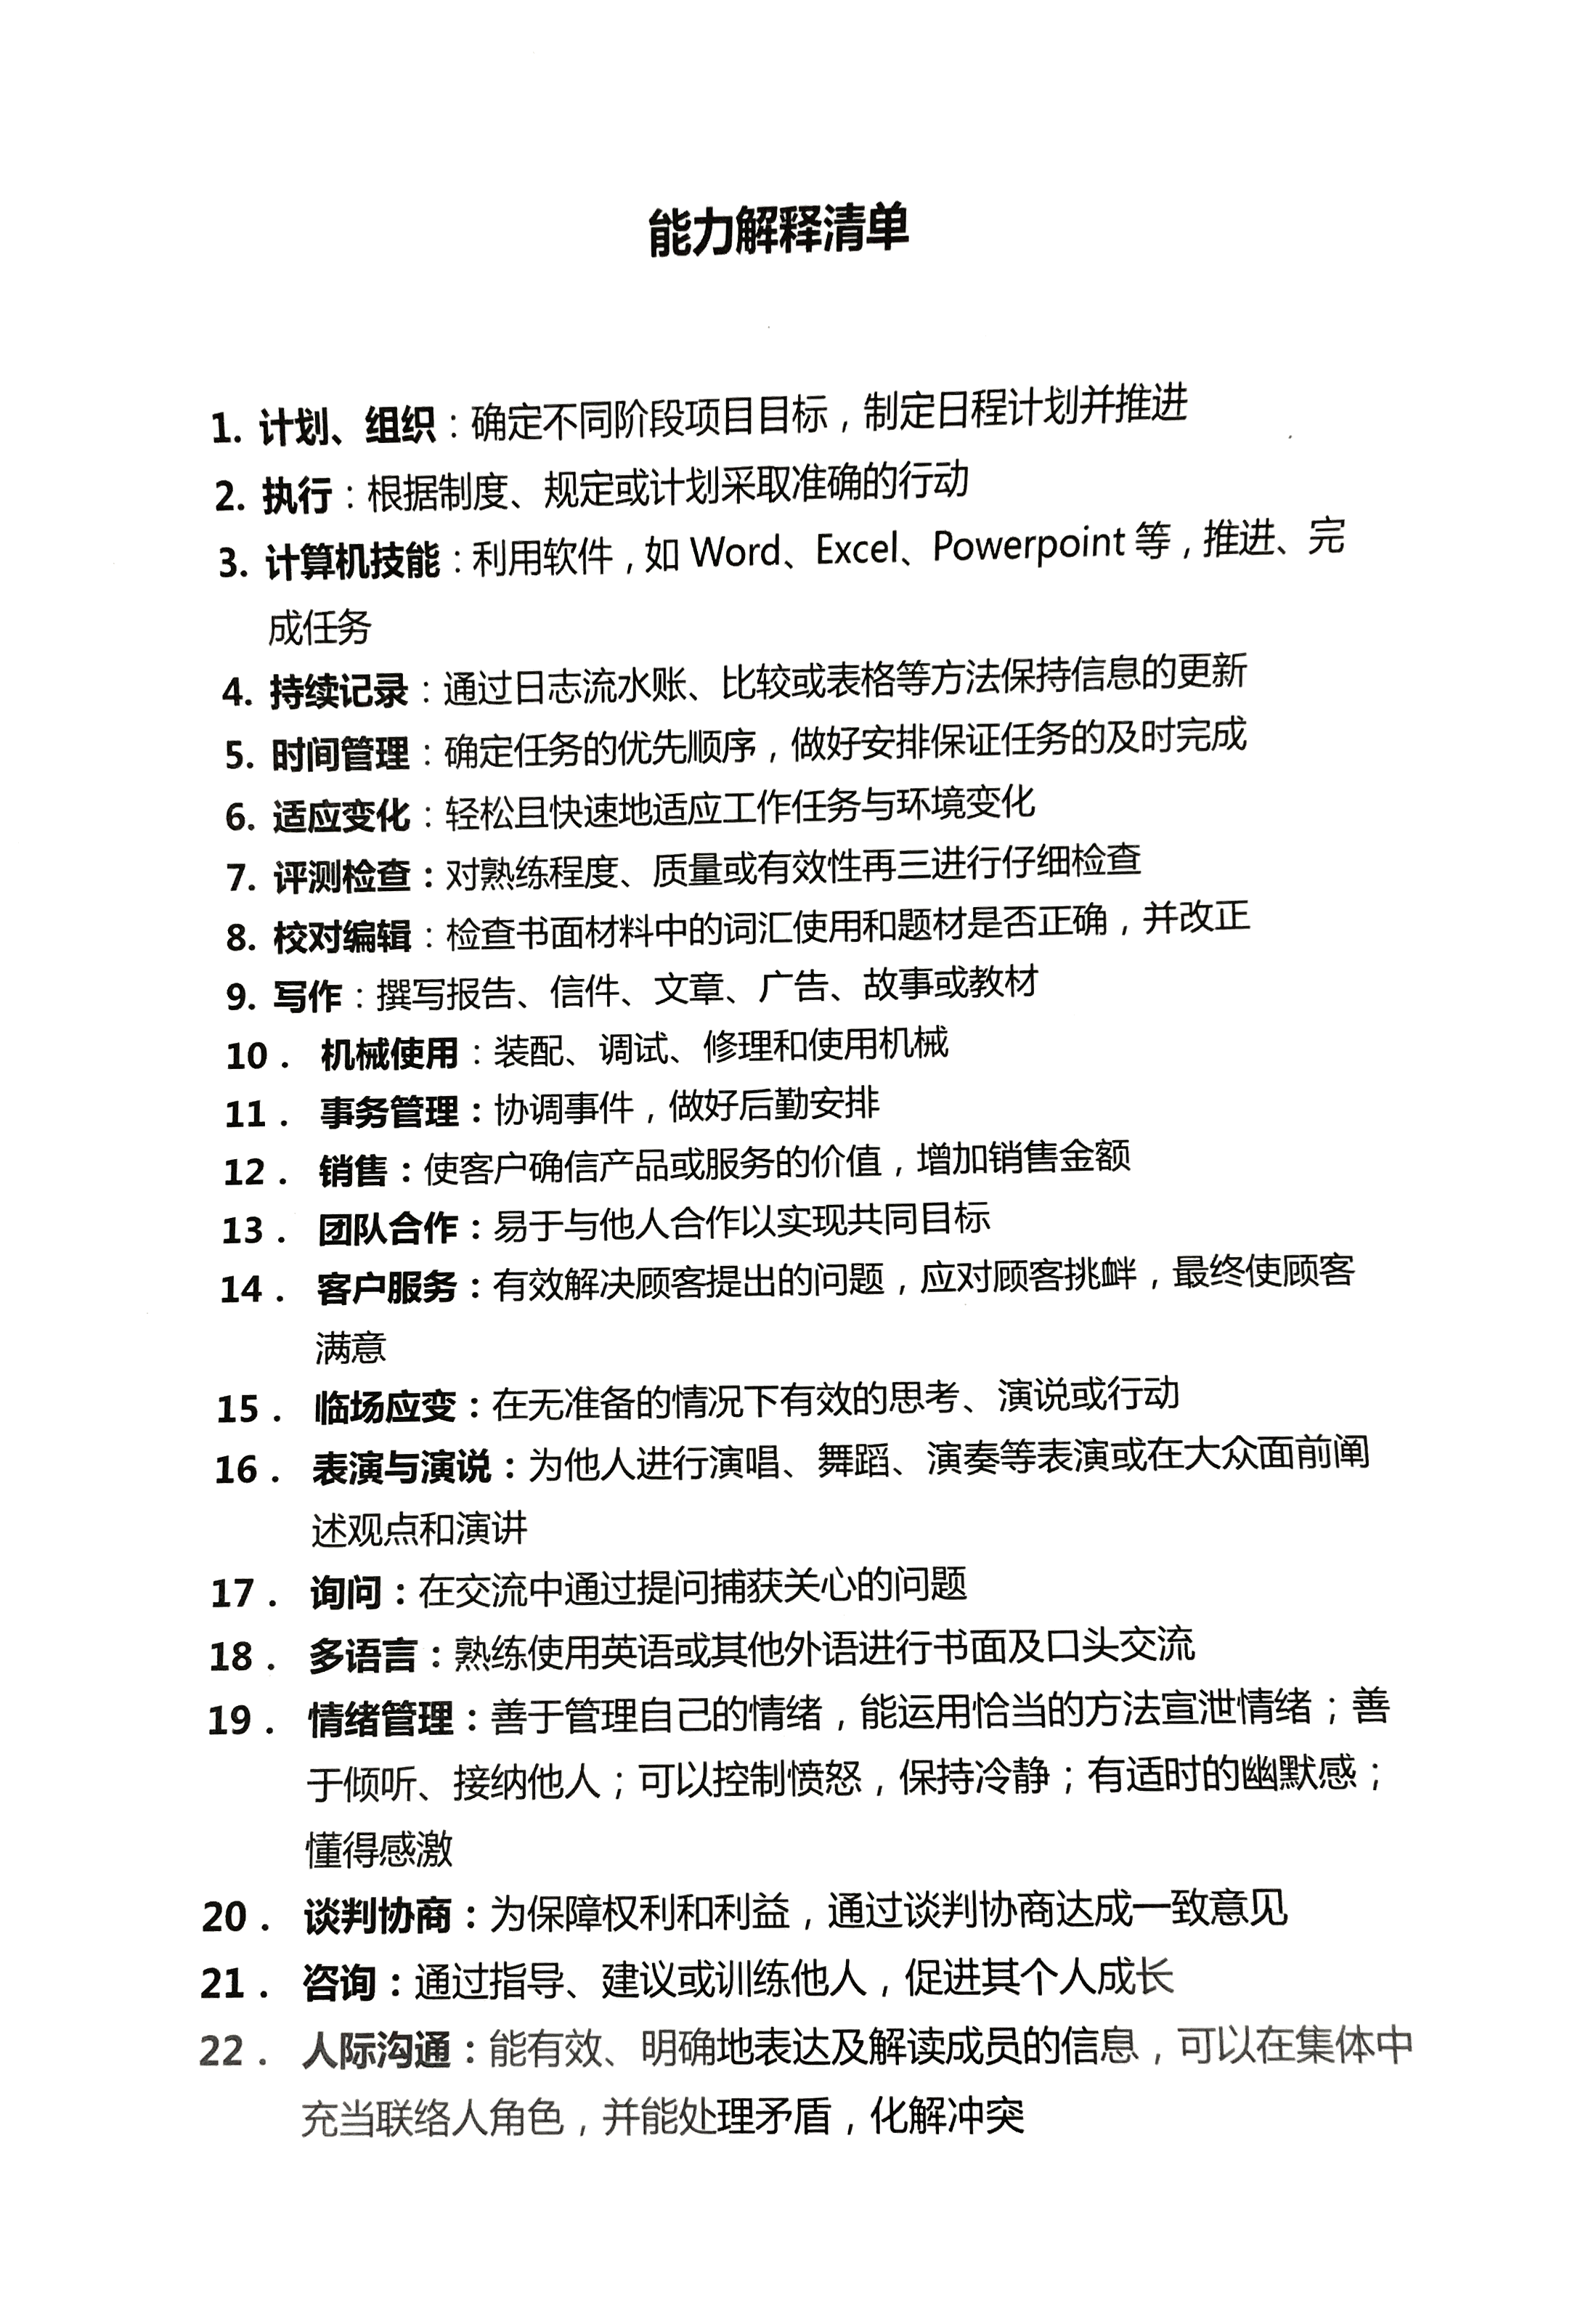 能力解释清单
1. 计划、组织：确定不同阶段项目目标，制定日程计划并推进
2. 执行：根据制度、规定或计划采取准确的行动
3. 计算机技能：利用软件，如 Word、Excel、Powerpoint 等，推进、完
成任务
4. 持续记录：通过日志流水账、比较或表格等方法保持信息的更新
5. 时间管理：确定任务的优先顺序，做好安排保证任务的及时完成
6. 适应变化：轻松且快速地适应工作任务与环境变化
7. 评测检查：对熟练程度、质量或有效性再三进行仔细检查
8. 校对编辑：检查书面材料中的词汇使用和题材是否正确，并改正
9. 写作：撰写报告、信件、文章、广告、故事或教材
10． 机械使用：装配、调试、修理和使用机械
11． 事务管理：协调事件，做好后勤安排
12． 销售：使客户确信产品或服务的价值，增加销售金额
13． 团队合作：易于与他人合作以实现共同目标
14． 客户服务：有效解决顾客提出的问题，应对顾客挑衅，最终使顾客
满意
15． 临场应变：在无准备的情况下有效的思考、演说或行动
16． 表演与演说：为他人进行演唱、舞蹈、演奏等表演或在大众面前阐
述观点和演讲
17． 询问：在交流中通过提问捕获关心的问题
18． 多语言：熟练使用英语或其他外语进行书面及口头交流
19． 情绪管理：善于管理自己的情绪，能运用恰当的方法宣泄情绪；善
于倾听、接纳他人；可以控制愤怒，保持冷静；有适时的幽默感；
懂得感激
20． 谈判协商：为保障权利和利益，通过谈判协商达成一致意见
21． 咨询：通过指导、建议或训练他人，促进其个人成长
22． 人际沟通：能有效、明确地表达及解读成员的信息，可以在集体中
充当联络人角色，并能处理矛盾，化解冲突